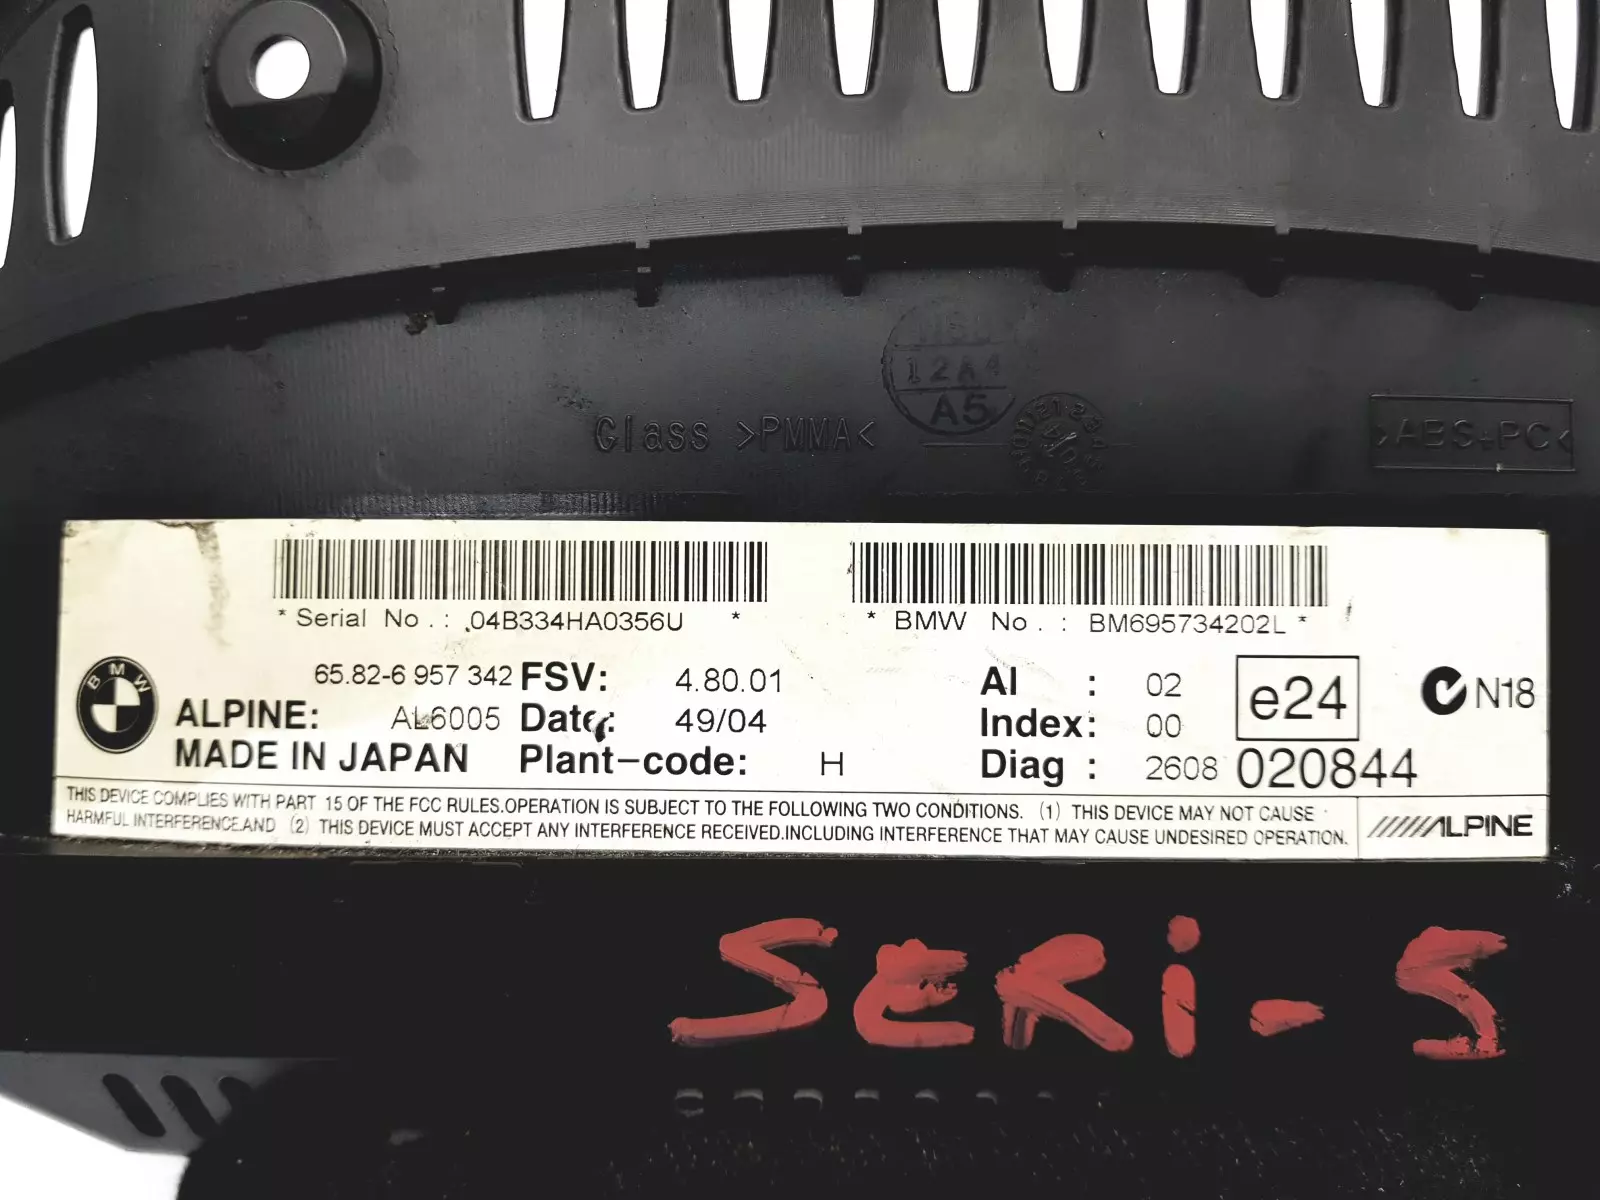 12A4
A5
Glass >PMMA<
>ABS+PC<
* Serial No.: 04B334HA0356U *
* BMW No. : BM695734202L *
BMW
65.82-6 957 342 FSV: 4.80.01 AI : 02
ALPINE: AL6005 Date: 49/04 Index: 00
MADE IN JAPAN Plant-code: H Diag : 2608
e24
020844
N18
THIS DEVICE COMPLIES WITH PART 15 OF THE FCC RULES.OPERATION IS SUBJECT TO THE FOLLOWING TWO CONDITIONS. (1) THIS DEVICE MAY NOT CAUSE
HARMFUL INTERFERENCE.AND (2) THIS DEVICE MUST ACCEPT ANY INTERFERENCE RECEIVED.INCLUDING INTERFERENCE THAT MAY CAUSE UNDESIRED OPERATION.
ALPINE
SERi-5